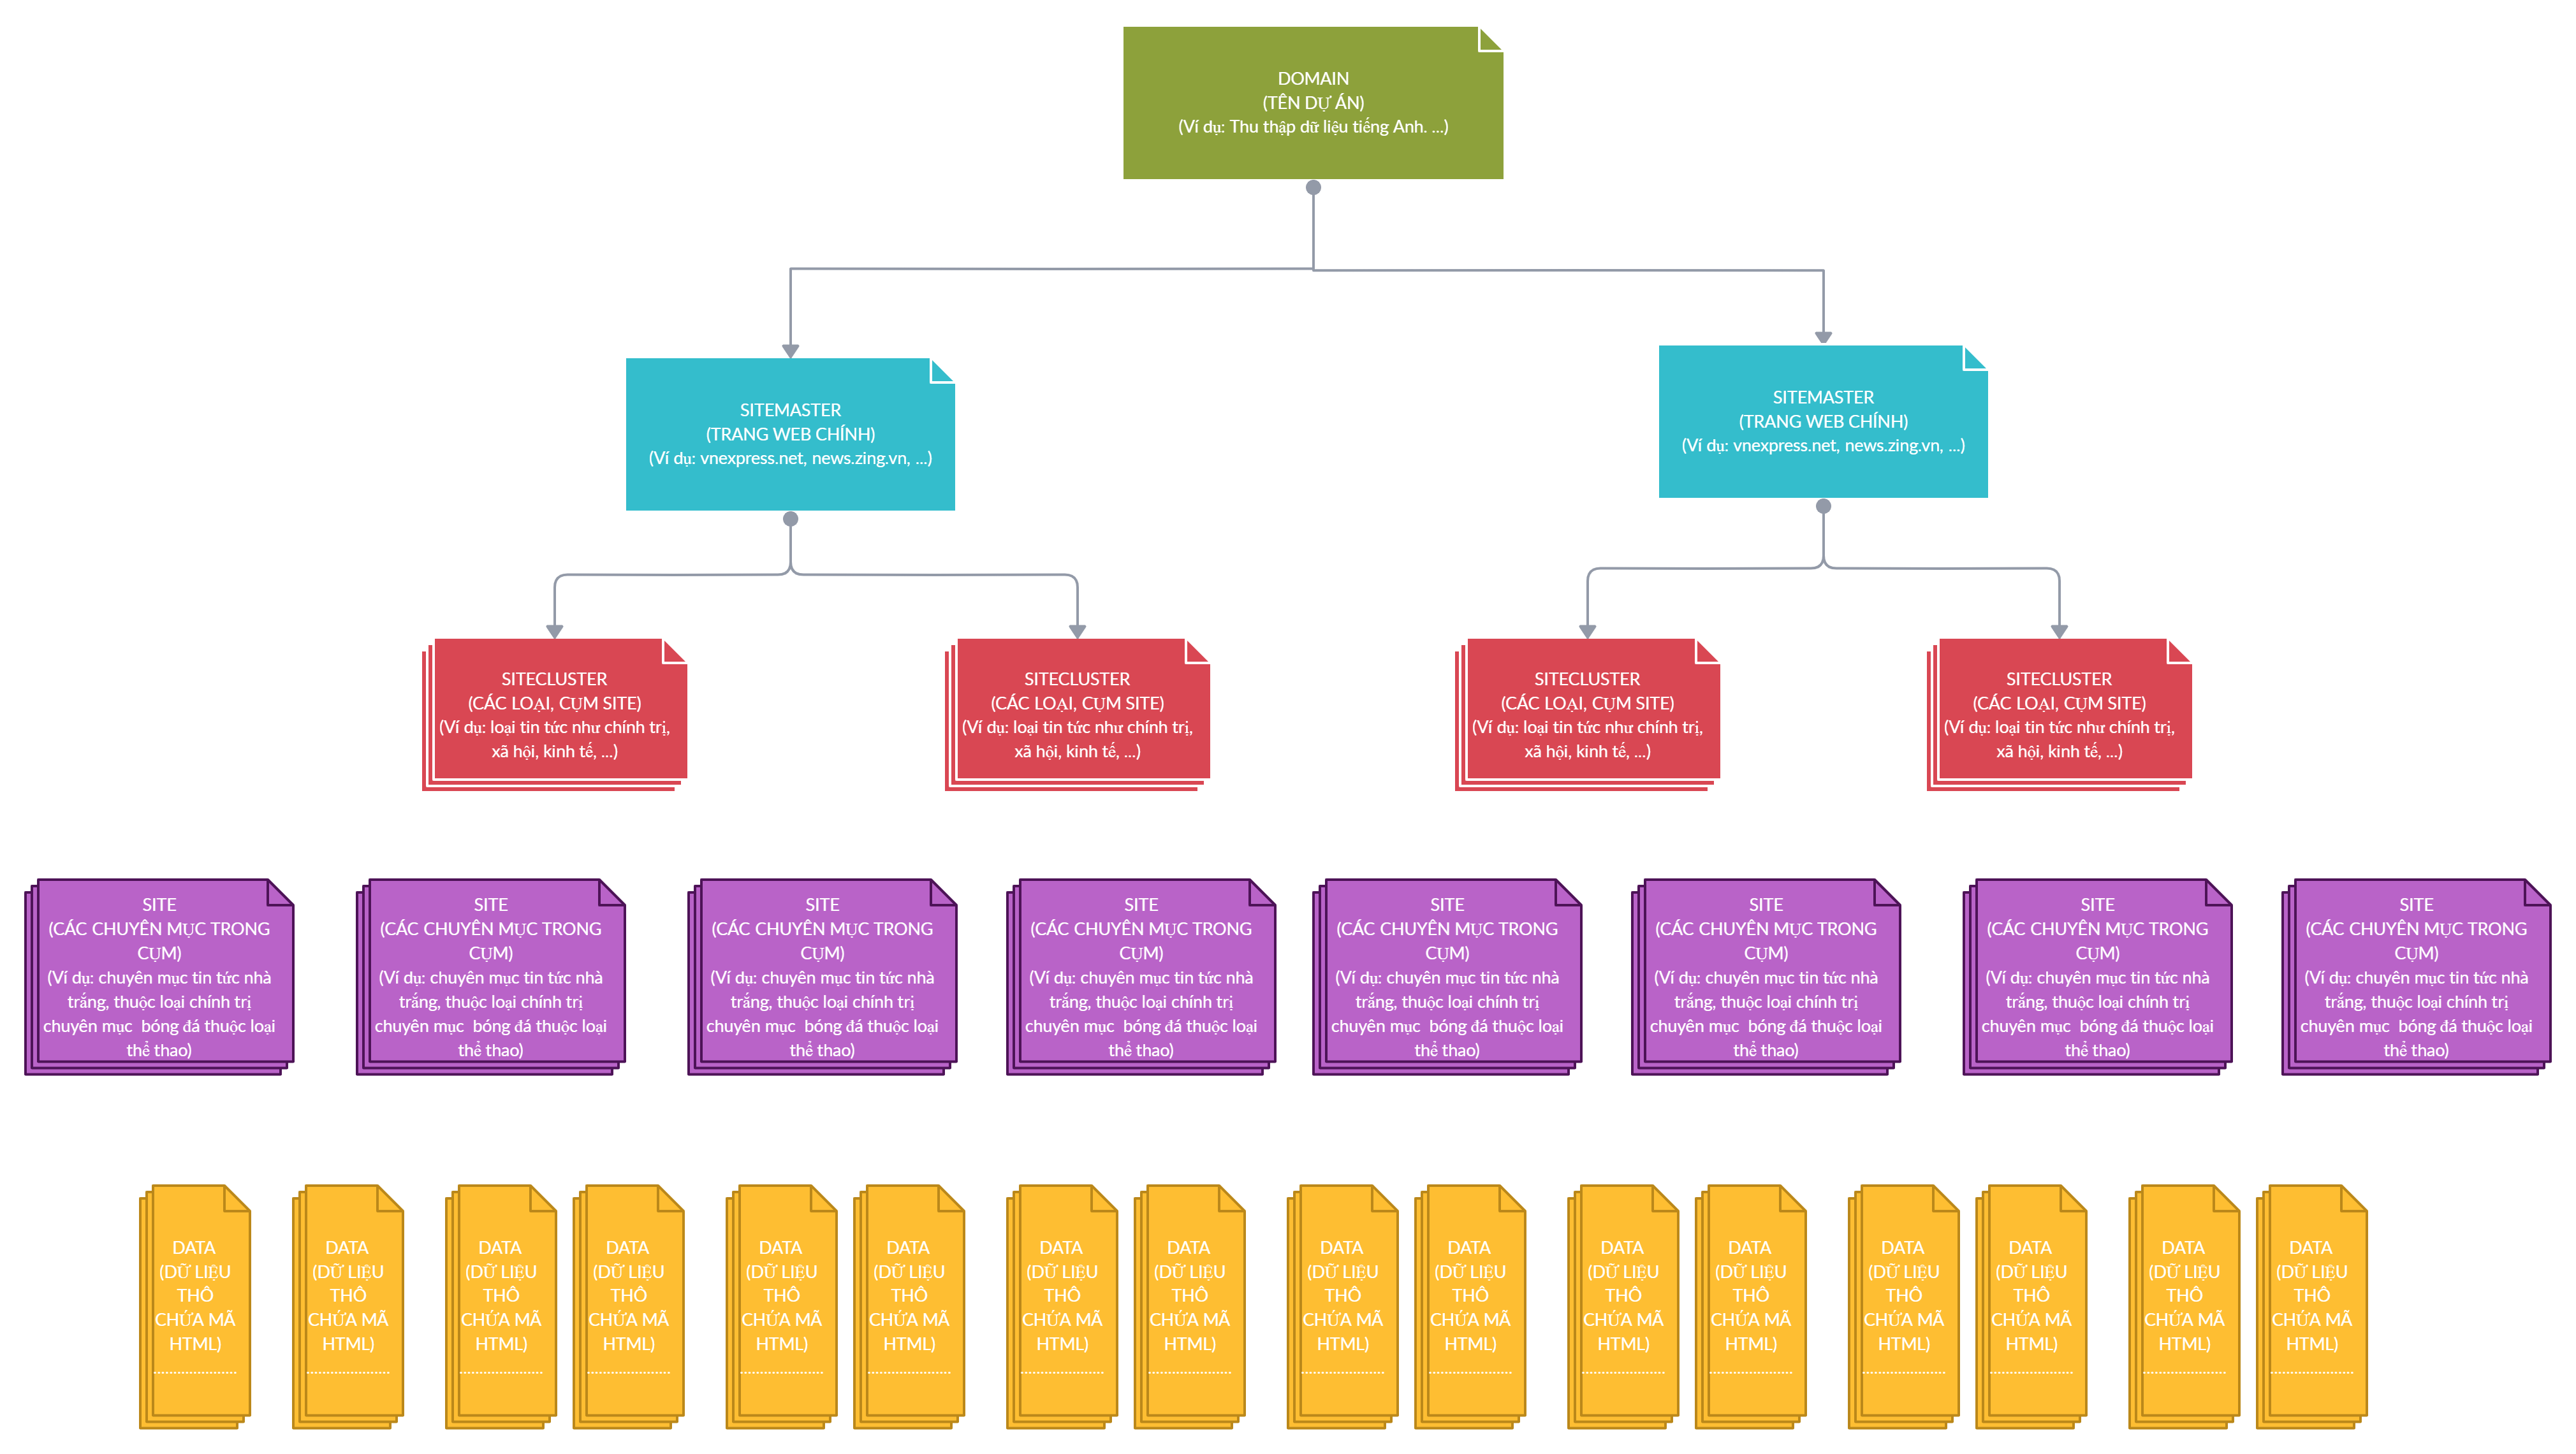 DOMAIN
(TÊN DỰ ÁN)
(Ví dụ: Thu thập dữ liệu tiếng Anh. ...)
SITEMASTER
(TRANG WEB CHÍNH)
(Ví dụ: vnexpress.net, news.zing.vn, ...)
SITEMASTER
(TRANG WEB CHÍNH)
(Ví dụ: vnexpress.net, news.zing.vn, ...)
SITECLUSTER
(CÁC LOẠI, CỤM SITE)
(Ví dụ: loại tin tức như chính trị,
xã hội, kinh tế, ...)
SITECLUSTER
(CÁC LOẠI, CỤM SITE)
(Ví dụ: loại tin tức như chính trị,
xã hội, kinh tế, ...)
SITECLUSTER
(CÁC LOẠI, CỤM SITE)
(Ví dụ: loại tin tức như chính trị,
xã hội, kinh tế, ...)
SITECLUSTER
(CÁC LOẠI, CỤM SITE)
(Ví dụ: loại tin tức như chính trị,
xã hội, kinh tế, ...)
SITE
(CÁC CHUYÊN MỤC TRONG
CỤM)
(Ví dụ: chuyên mục tin tức nhà
trắng, thuộc loại chính trị
chuyên mục  bóng đá thuộc loại
thể thao)
SITE
(CÁC CHUYÊN MỤC TRONG
CỤM)
(Ví dụ: chuyên mục tin tức nhà
trắng, thuộc loại chính trị
chuyên mục  bóng đá thuộc loại
thể thao)
SITE
(CÁC CHUYÊN MỤC TRONG
CỤM)
(Ví dụ: chuyên mục tin tức nhà
trắng, thuộc loại chính trị
chuyên mục  bóng đá thuộc loại
thể thao)
SITE
(CÁC CHUYÊN MỤC TRONG
CỤM)
(Ví dụ: chuyên mục tin tức nhà
trắng, thuộc loại chính trị
chuyên mục  bóng đá thuộc loại
thể thao)
SITE
(CÁC CHUYÊN MỤC TRONG
CỤM)
(Ví dụ: chuyên mục tin tức nhà
trắng, thuộc loại chính trị
chuyên mục  bóng đá thuộc loại
thể thao)
SITE
(CÁC CHUYÊN MỤC TRONG
CỤM)
(Ví dụ: chuyên mục tin tức nhà
trắng, thuộc loại chính trị
chuyên mục  bóng đá thuộc loại
thể thao)
SITE
(CÁC CHUYÊN MỤC TRONG
CỤM)
(Ví dụ: chuyên mục tin tức nhà
trắng, thuộc loại chính trị
chuyên mục  bóng đá thuộc loại
thể thao)
SITE
(CÁC CHUYÊN MỤC TRONG
CỤM)
(Ví dụ: chuyên mục tin tức nhà
trắng, thuộc loại chính trị
chuyên mục  bóng đá thuộc loại
thể thao)
DATA
(DỮ LIỆU
THÔ
CHỨA MÃ
HTML)
DATA
(DỮ LIỆU
THÔ
CHỨA MÃ
HTML)
DATA
(DỮ LIỆU
THÔ
CHỨA MÃ
HTML)
DATA
(DỮ LIỆU
THÔ
CHỨA MÃ
HTML)
DATA
(DỮ LIỆU
THÔ
CHỨA MÃ
HTML)
DATA
(DỮ LIỆU
THÔ
CHỨA MÃ
HTML)
DATA
(DỮ LIỆU
THÔ
CHỨA MÃ
HTML)
DATA
(DỮ LIỆU
THÔ
CHỨA MÃ
HTML)
DATA
(DỮ LIỆU
THÔ
CHỨA MÃ
HTML)
DATA
(DỮ LIỆU
THÔ
CHỨA MÃ
HTML)
DATA
(DỮ LIỆU
THÔ
CHỨA MÃ
HTML)
DATA
(DỮ LIỆU
THÔ
CHỨA MÃ
HTML)
DATA
(DỮ LIỆU
THÔ
CHỨA MÃ
HTML)
DATA
(DỮ LIỆU
THÔ
CHỨA MÃ
HTML)
DATA
(DỮ LIỆU
THÔ
CHỨA MÃ
HTML)
DATA
(DỮ LIỆU
THÔ
CHỨA MÃ
HTML)